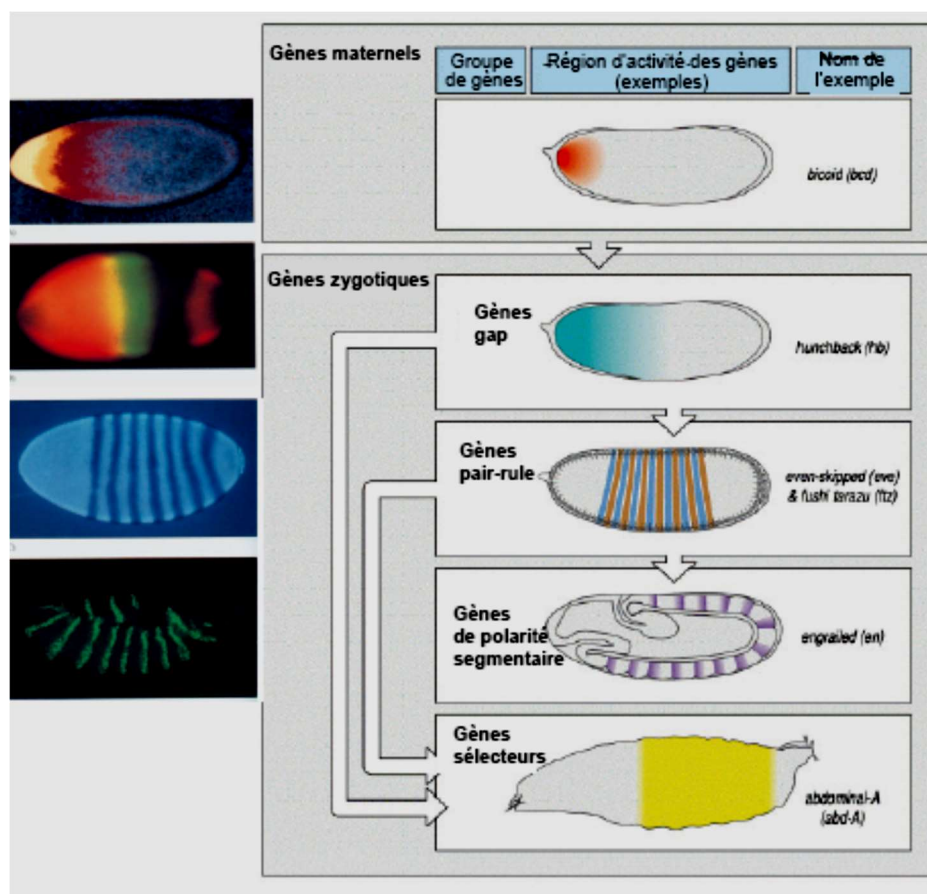 Gènes maternels
Groupe
de gènes
-Région d'activité-des gènes
(exemples)
Nom de
l'exemple
bicoid (bcd)
Gènes zygotiques
Gènes
gap
hunchback (hb)
Gènes
pair-rule
even-skipped (eve)
& fushi tarazu (ftz)
Gènes
de polarité
segmentaire
engrailed (en)
Gènes
sélecteurs
abdominal-A
(abd-A)